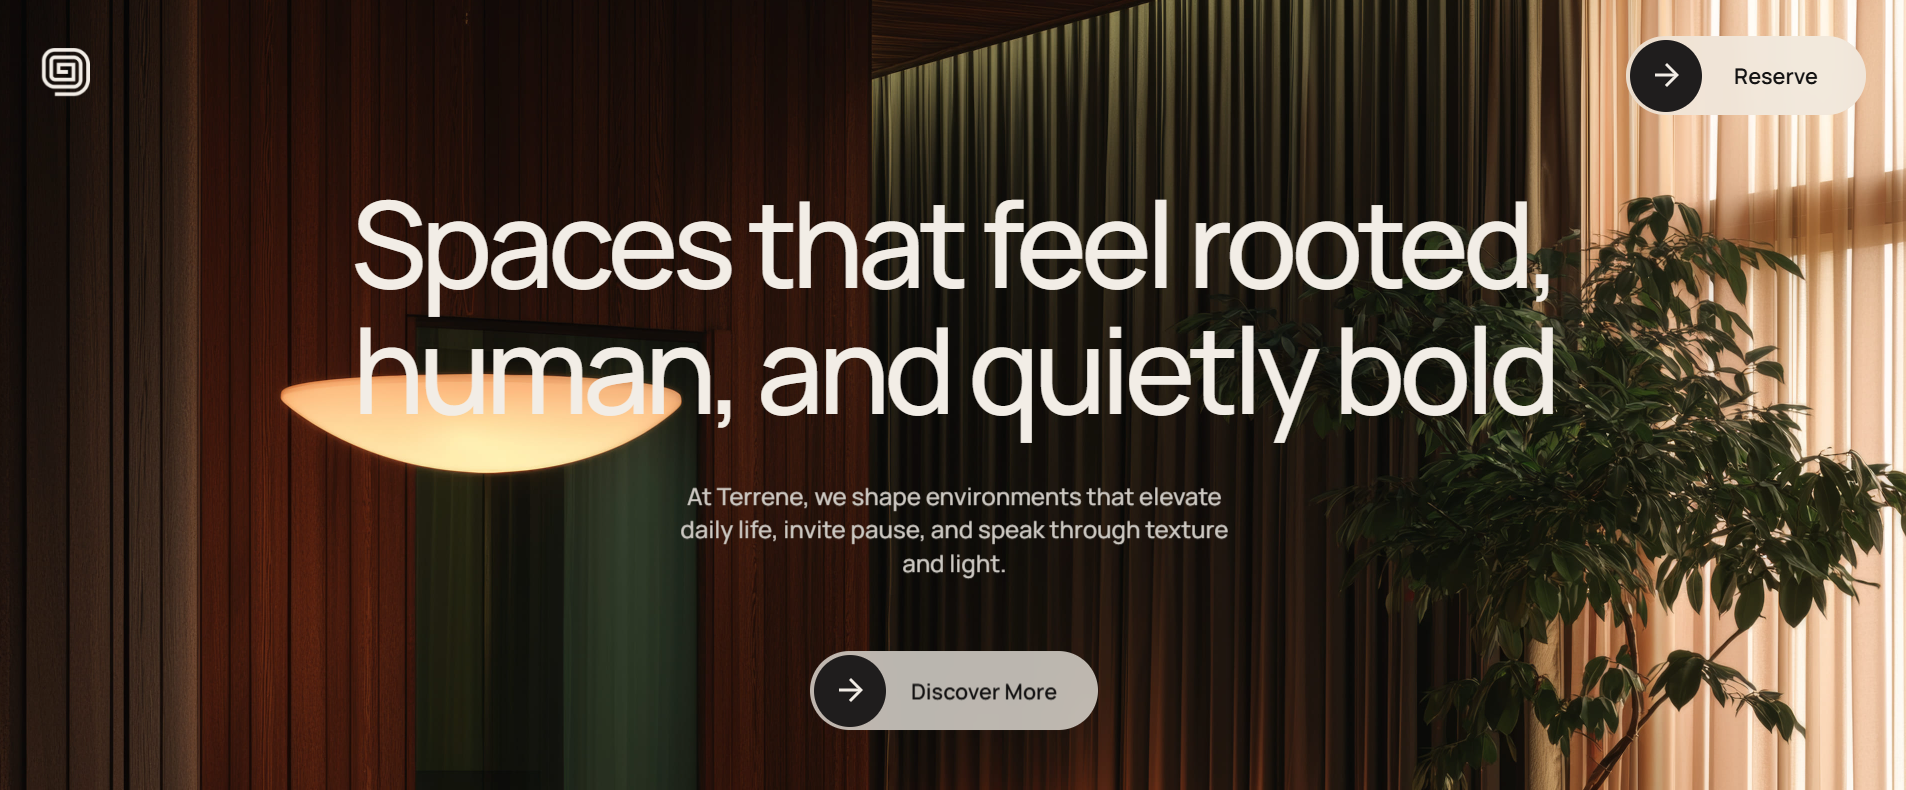 Reserve
Spaces that feel rooted,
human, and quietly bold
At Terrene, we shape environments that elevate
daily life, invite pause, and speak through texture
and light.
Discover More